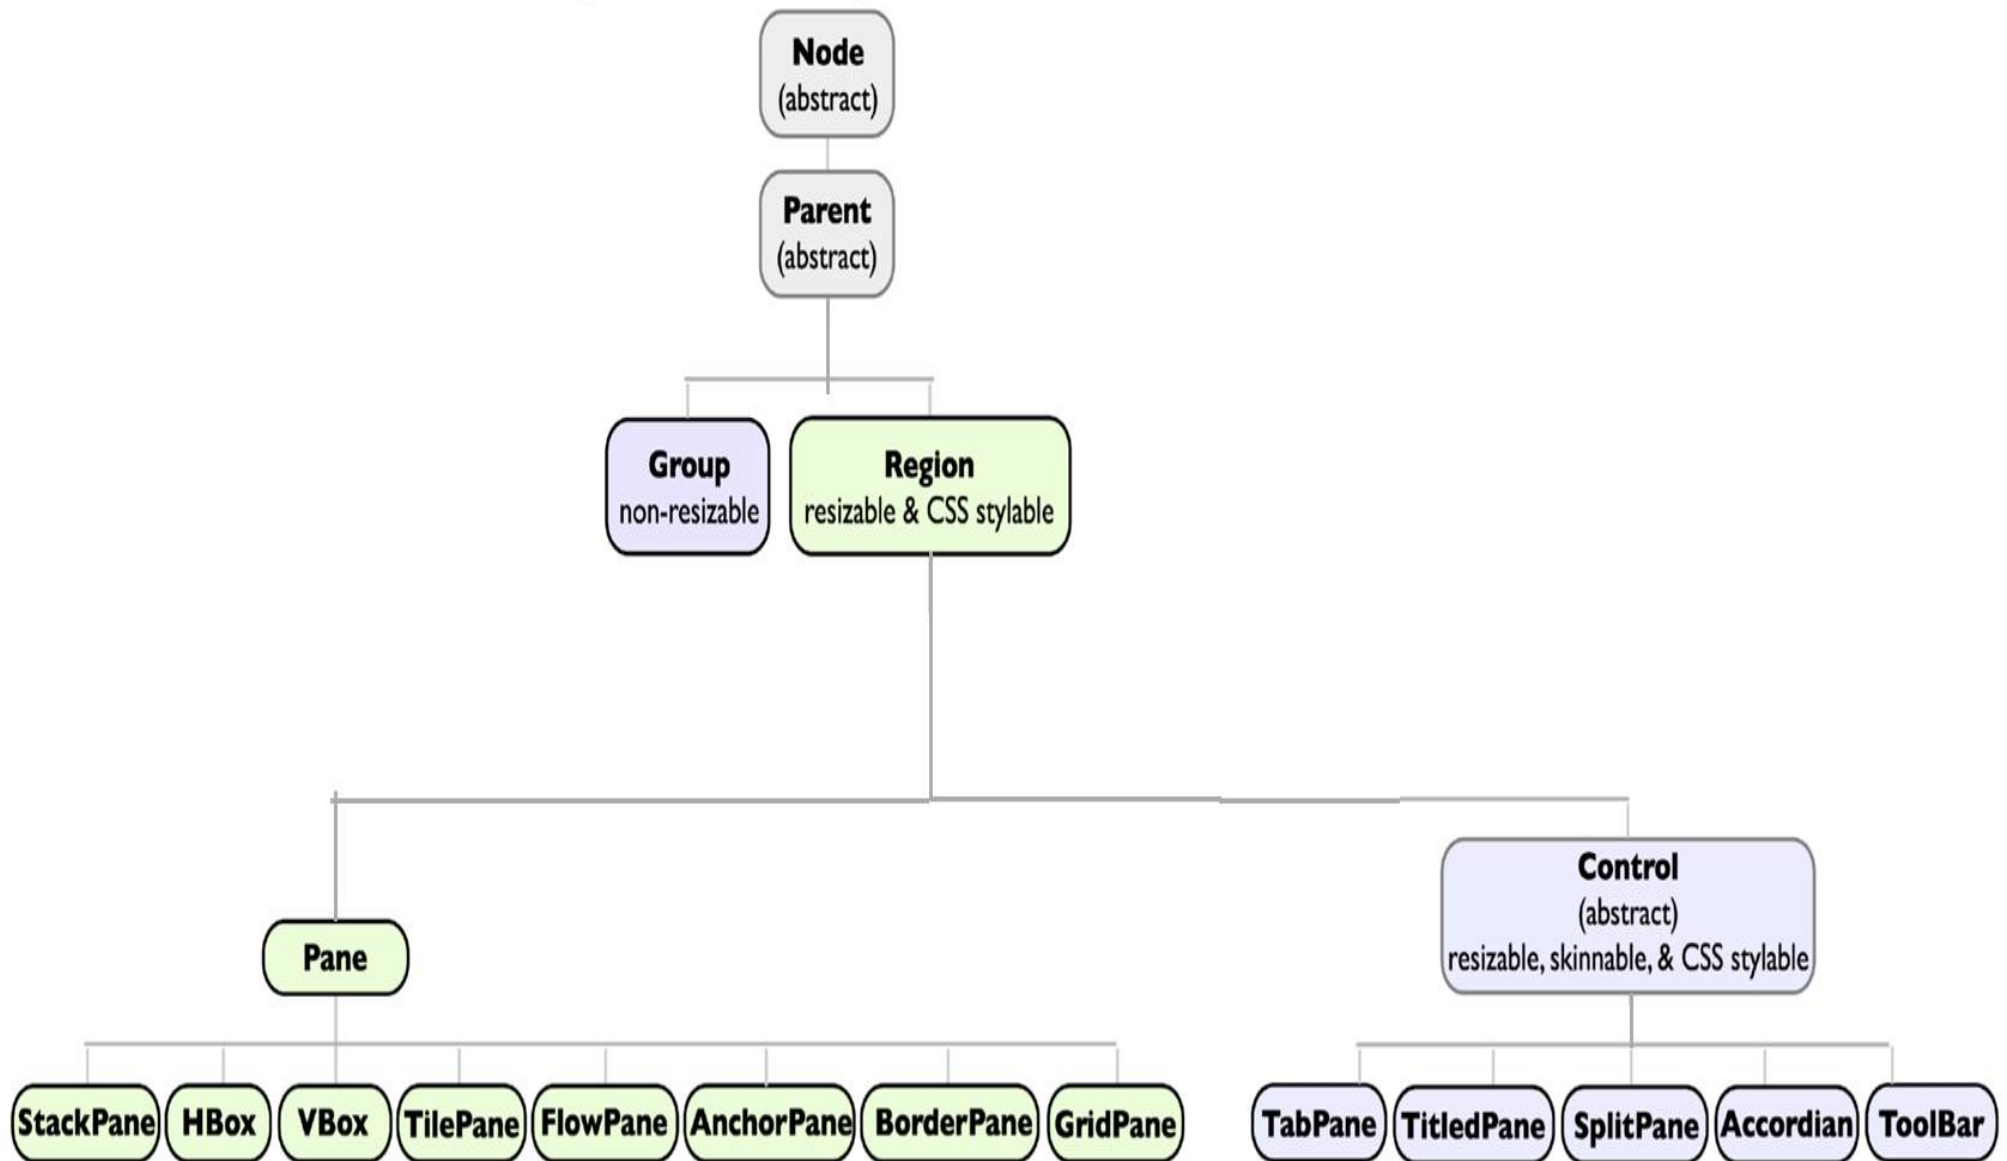 Node
(abstract)
Parent
(abstract)
Group
non-resizable
Region
resizable & CSS stylable
Control
(abstract)
resizable, skinnable, & CSS stylable
Pane
StackPane
HBox
VBox
TilePane
FlowPane
AnchorPane
BorderPane
GridPane
TabPane
TitledPane
SplitPane
Accordian
ToolBar